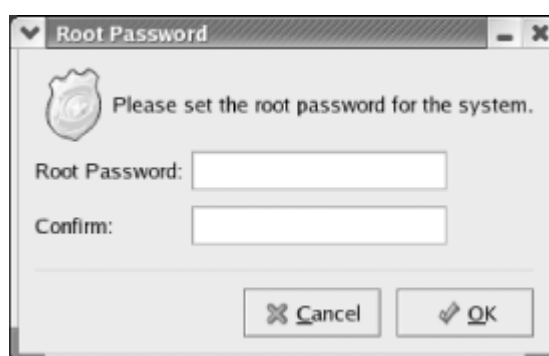 Root Password
Please set the root password for the system.
Root Password:
Confirm:
Cancel
OK